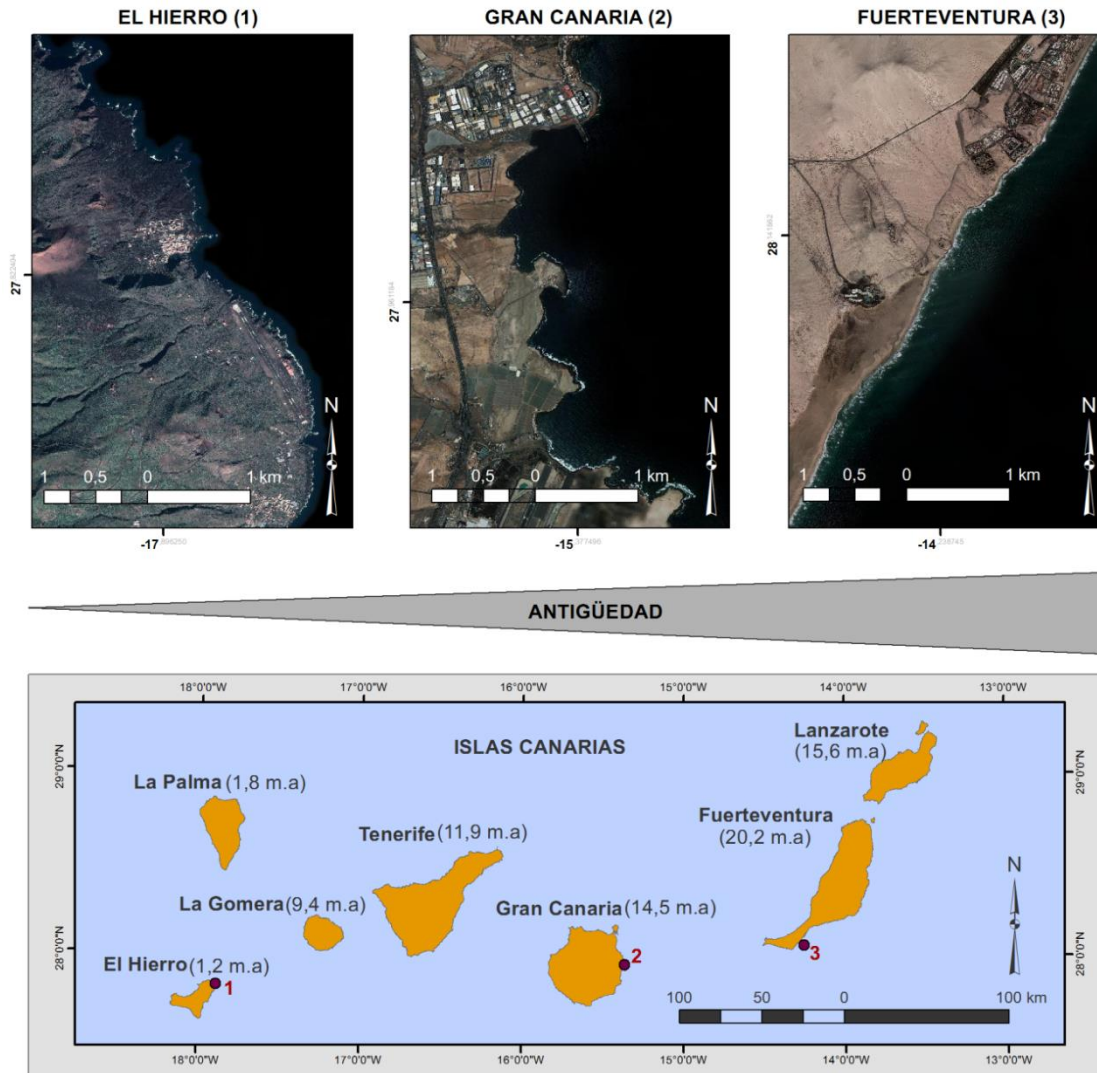 EL HIERRO (1)
GRAN CANARIA (2)
FUERTEVENTURA (3)
27
N
1 0,5 0 1 km
-17
27
N
1 0,5 0 1 km
-15
28
N
1 0,5 0 1 km
-14
ANTIGÜEDAD
18°0'0"W 17°0'0"W 16°0'0"W 15°0'0"W 14°0'0"W 13°0'0"W
29°0'0"N
28°0'0"N
ISLAS CANARIAS
Lanzarote
(15,6 m.a)
La Palma (1,8 m.a)
Fuerteventura
(20,2 m.a)
Tenerife (11,9 m.a)
La Gomera (9,4 m.a)
Gran Canaria (14,5 m.a)
El Hierro (1,2 m.a)
1
2
3
N
100 50 0 100 km
29°0'0"N
28°0'0"N
18°0'0"W 17°0'0"W 16°0'0"W 15°0'0"W 14°0'0"W 13°0'0"W